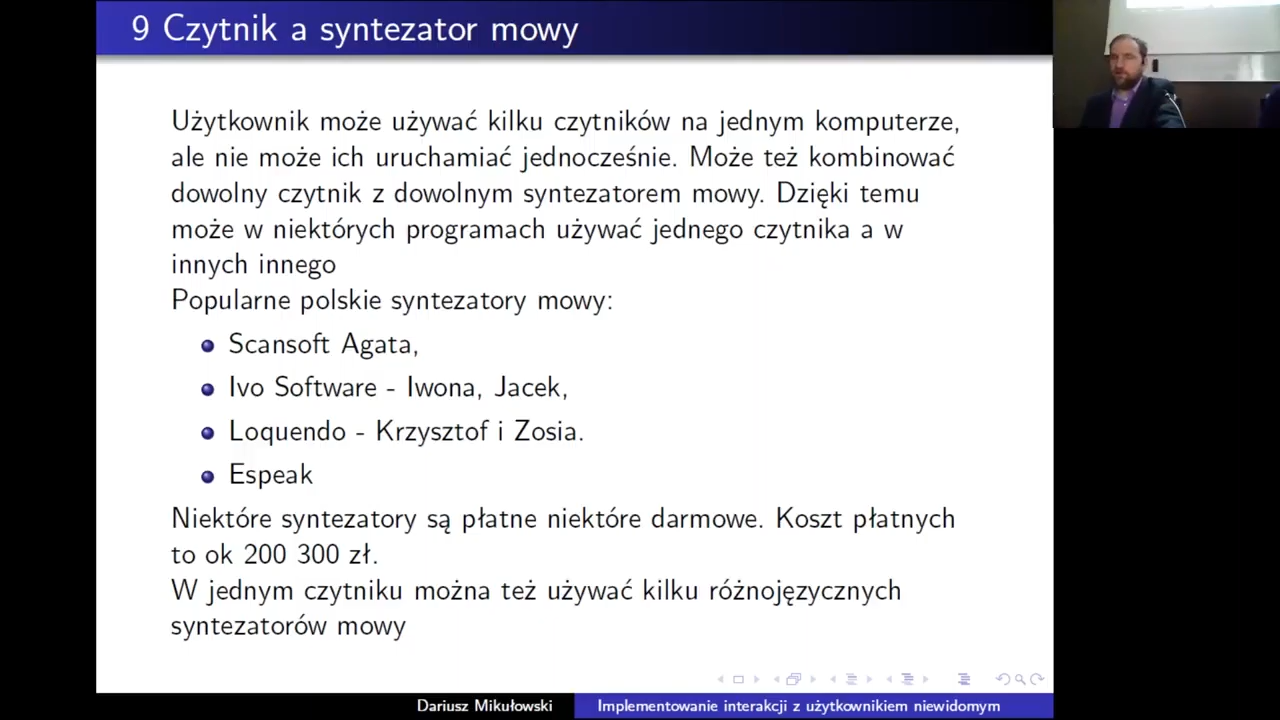 9 Czytnik a syntezator mowy
Użytkownik może używać kilku czytników na jednym komputerze,
ale nie może ich uruchamiać jednocześnie. Może też kombinować
dowolny czytnik z dowolnym syntezatorem mowy. Dzięki temu
może w niektórych programach używać jednego czytnika a w
innych innego
Popularne polskie syntezatory mowy:
Scansoft Agata,
Ivo Software - Iwona, Jacek,
Loquendo - Krzysztof i Zosia.
Espeak
Niektóre syntezatory są płatne niektóre darmowe. Koszt płatnych
to ok 200 300 zł.
W jednym czytniku można też używać kilku różnojęzycznych
syntezatorów mowy
Dariusz Mikułowski
Implementowanie interakcji z użytkownikiem niewidomym